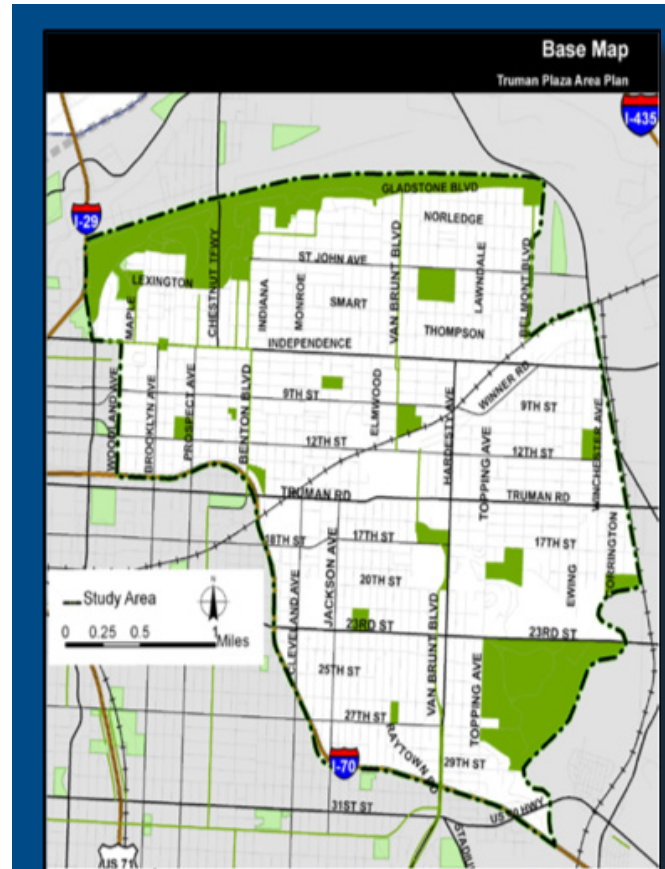 Base Map
Truman Plaza Area Plan
I-435
GLADSTONE BLVD
I-29
NORLEDGE
CHESTNUT TFWY
VAN BRUNT BLVD
LAWNDALE
BELMONT BLVD
ST JOHN AVE
LEXINGTON
INDIANA
MONROE
SMART
MAPLE
THOMPSON
INDEPENDENCE
WOODLAND AVE
BROOKLYN AVE
PROSPECT AVE
BENTON BLVD
9TH ST
ELMWOOD
HARDESTY AVE
WINNER RD
9TH ST
12TH ST
TOPPING AVE
12TH ST
WINCHESTER AVE
TRUMAN RD
TRUMAN RD
18TH ST
17TH ST
17TH ST
JACKSON AVE
TORRINGTON
EWING
20TH ST
Study Area
N
0 0.25 0.5 1
Miles
CLEVELAND AVE
23RD ST
23RD ST
VAN BRUNT BLVD
25TH ST
TOPPING AVE
27TH ST
RAYTOWN RD
I-70
29TH ST
31ST ST
US 71